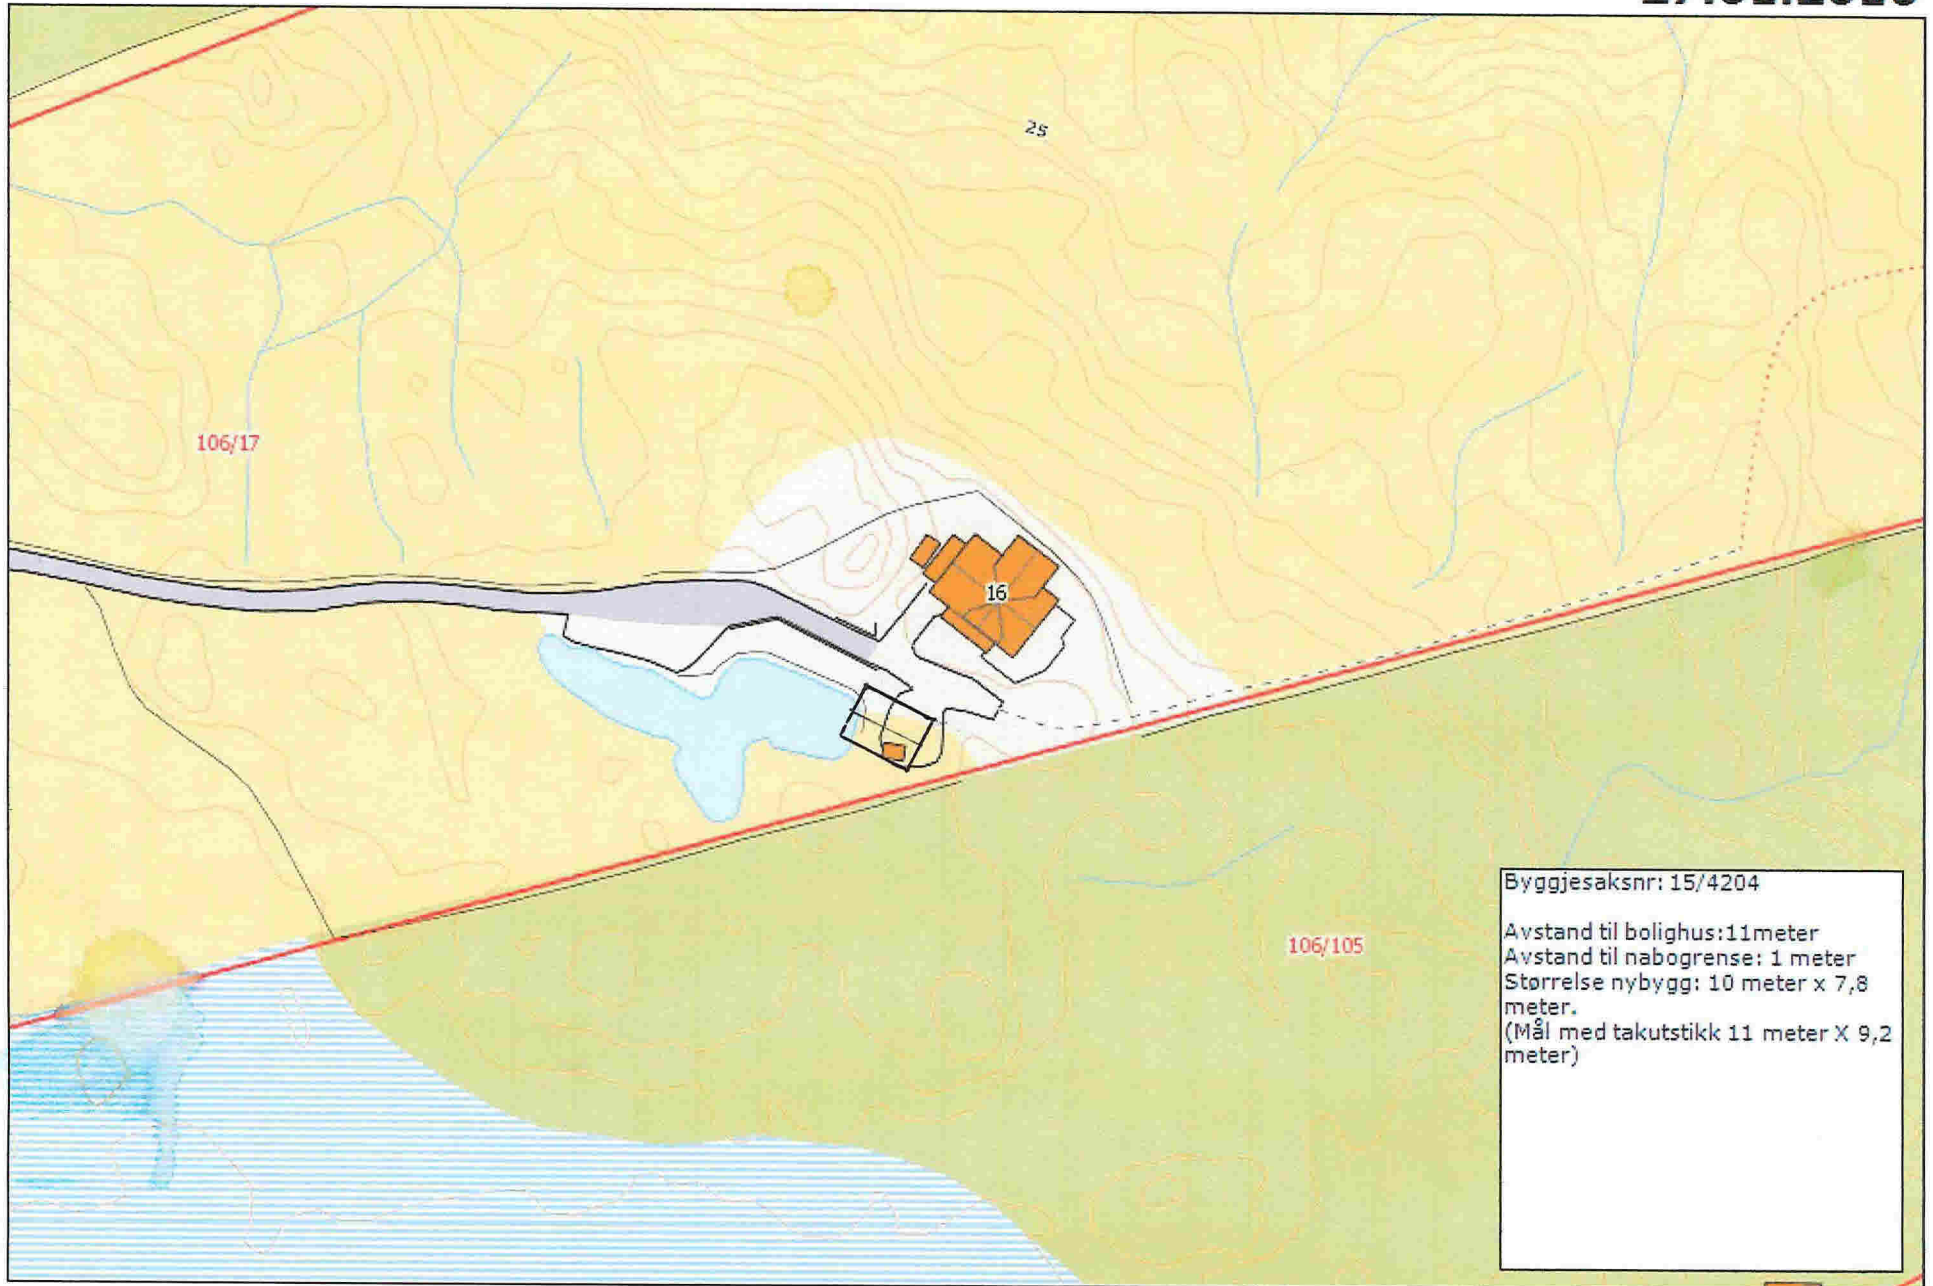 25
106/17
16
106/105
Byggjesaksnr: 15/4204
Avstand til bolighus:11meter
Avstand til nabogrense: 1 meter
Størrelse nybygg: 10 meter x 7,8
meter.
(Mål med takutstikk 11 meter X 9,2
meter)